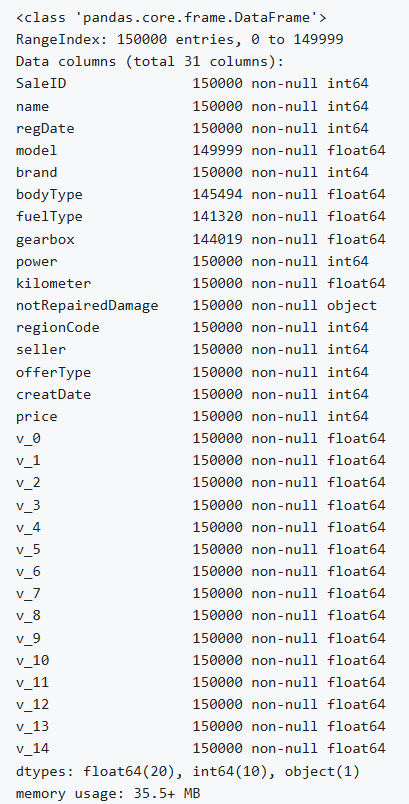 <class 'pandas.core.frame.DataFrame'>
RangeIndex: 150000 entries, 0 to 149999
Data columns (total 31 columns):
SaleID               150000 non-null int64
name                 150000 non-null int64
regDate              150000 non-null int64
model                149999 non-null float64
brand                150000 non-null int64
bodyType             145494 non-null float64
fuelType             141320 non-null float64
gearbox              144019 non-null float64
power                150000 non-null int64
kilometer            150000 non-null float64
notRepairedDamage    150000 non-null object
regionCode           150000 non-null int64
seller               150000 non-null int64
offerType            150000 non-null int64
creatDate            150000 non-null int64
price                150000 non-null int64
v_0                  150000 non-null float64
v_1                  150000 non-null float64
v_2                  150000 non-null float64
v_3                  150000 non-null float64
v_4                  150000 non-null float64
v_5                  150000 non-null float64
v_6                  150000 non-null float64
v_7                  150000 non-null float64
v_8                  150000 non-null float64
v_9                  150000 non-null float64
v_10                 150000 non-null float64
v_11                 150000 non-null float64
v_12                 150000 non-null float64
v_13                 150000 non-null float64
v_14                 150000 non-null float64
dtypes: float64(20), int64(10), object(1)
memory usage: 35.5+ MB